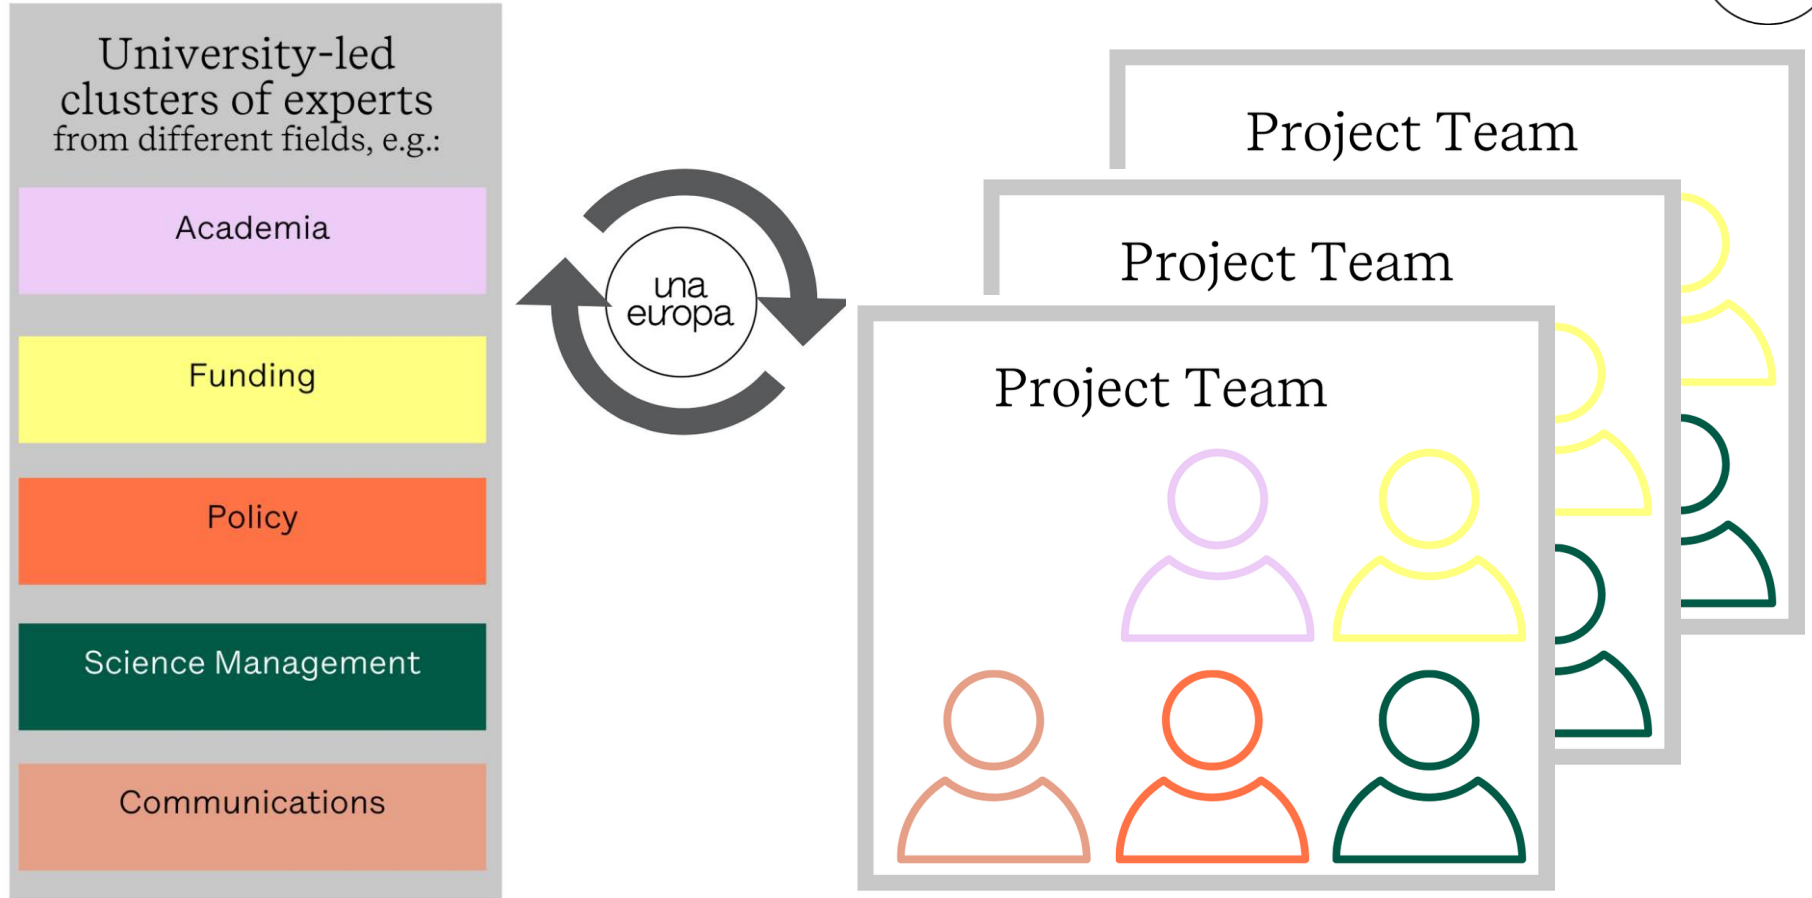 University-led
clusters of experts
from different fields, e.g.:
Academia
Funding
Policy
Science Management
Communications
una
europa
Project Team
Project Team
Project Team